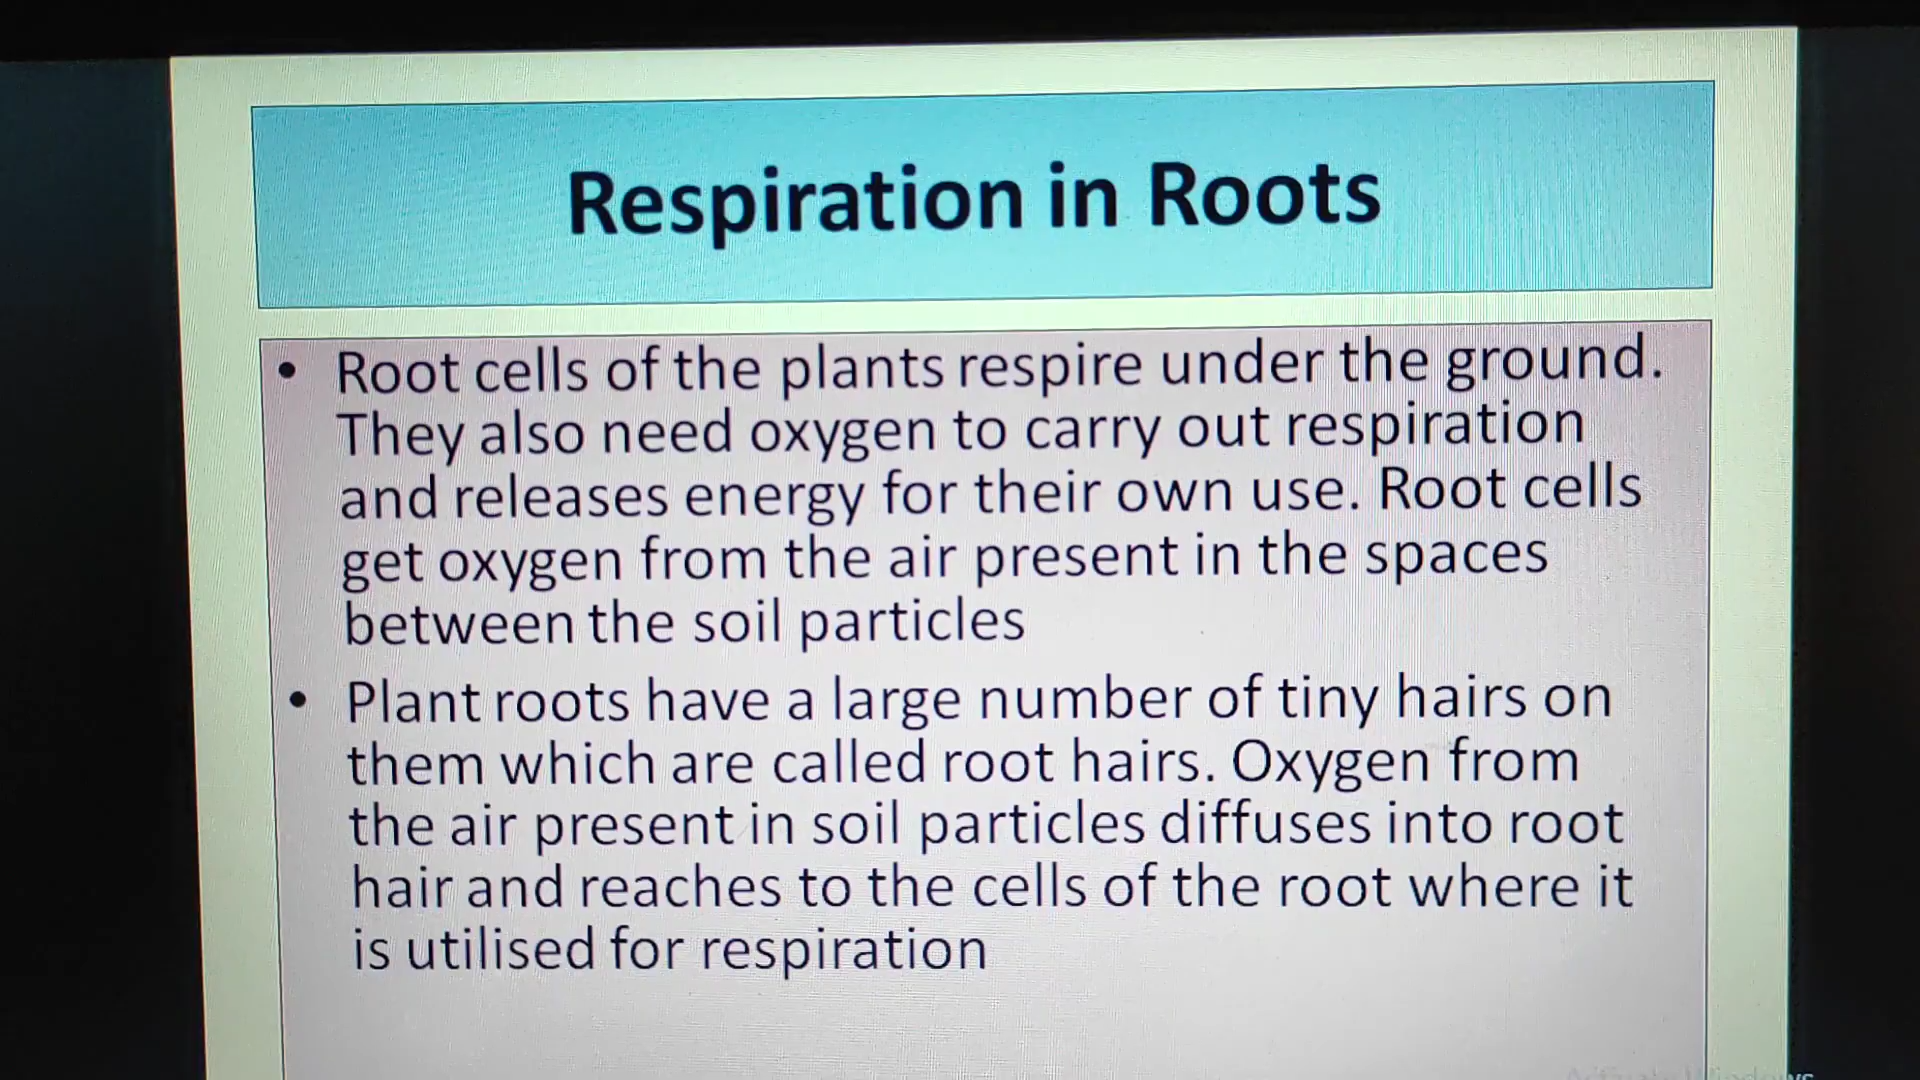 Respiration in Roots
• Root cells of the plants respire under the ground.
They also need oxygen to carry out respiration
and releases energy for their own use. Root cells
get oxygen from the air present in the spaces
between the soil particles
• Plant roots have a large number of tiny hairs on
them which are called root hairs. Oxygen from
the air present in soil particles diffuses into root
hair and reaches to the cells of the root where it
is utilised for respiration